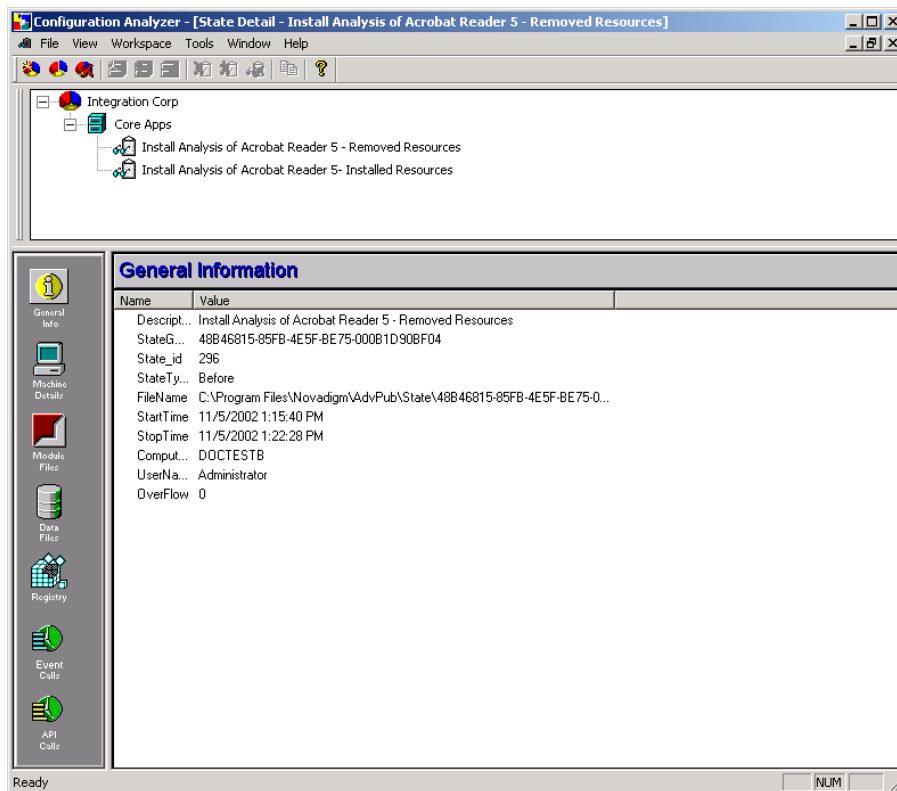 Configuration Analyzer - [State Detail - Install Analysis of Acrobat Reader 5 - Removed Resources]
File View Workspace Tools Window Help
Integration Corp
Core Apps
Install Analysis of Acrobat Reader 5 - Removed Resources
Install Analysis of Acrobat Reader 5- Installed Resources
General Info
Machine Details
Module Files
Data Files
Registry
Event Calls
API Calls
General Information
Name Value
Descript... Install Analysis of Acrobat Reader 5 - Removed Resources
StateG... 48B46815-85FB-4E5F-BE75-000B1D90BF04
State_id 296
StateTy... Before
FileName C:\Program Files\Novadigm\AdvPub\State\48B46815-85FB-4E5F-BE75-0...
StartTime 11/5/2002 1:15:40 PM
StopTime 11/5/2002 1:22:28 PM
Comput... DOCTESTB
UserNa... Administrator
OverFlow 0
Ready NUM